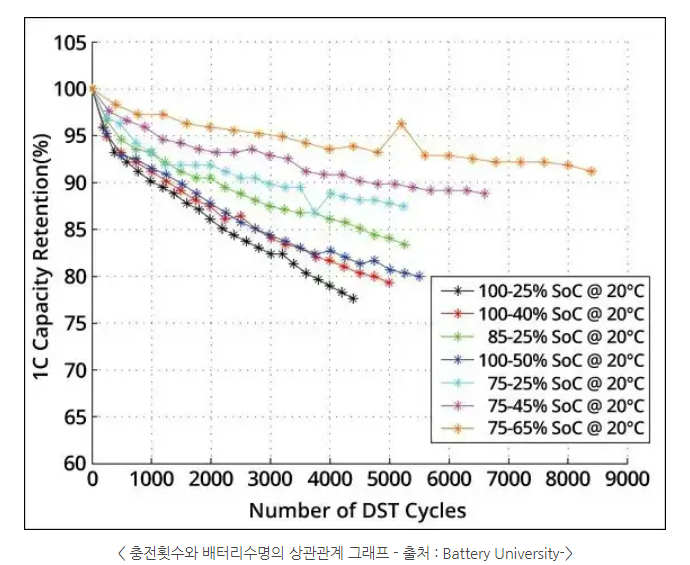 105
100
95
90
85
80
75
70
65
60
1C Capacity Retention(%)
0 1000 2000 3000 4000 5000 6000 7000 8000 9000
Number of DST Cycles
100-25% SoC @ 20°C
100-40% SoC @ 20°C
85-25% SoC @ 20°C
100-50% SoC @ 20°C
75-25% SoC @ 20°C
75-45% SoC @ 20°C
75-65% SoC @ 20°C
< 충전횟수와 배터리수명의 상관관계 그래프 - 출처 : Battery University->